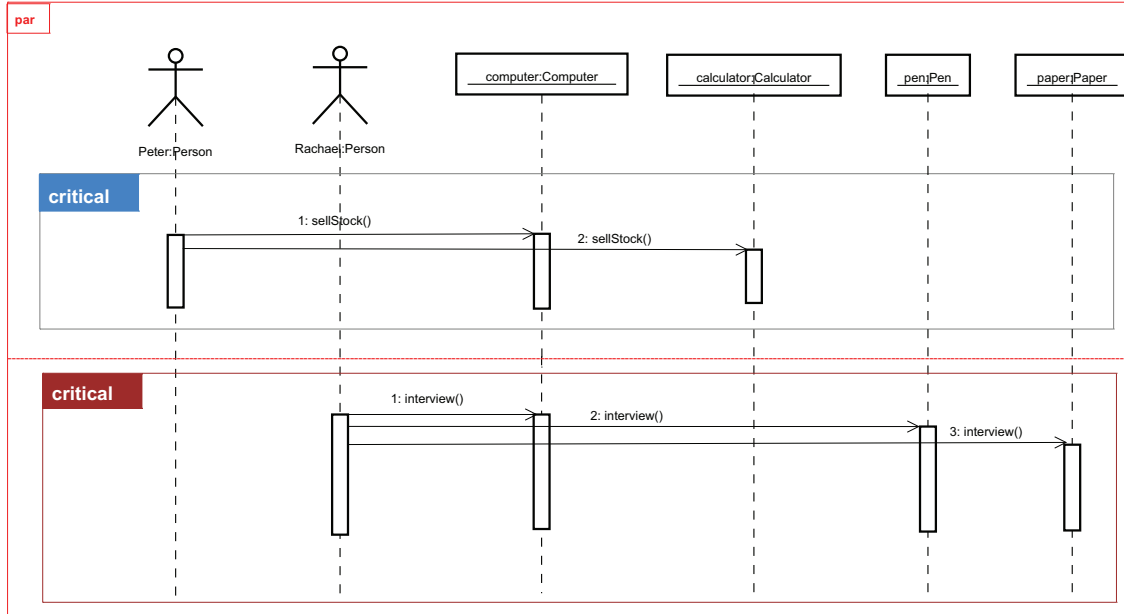 par
computer:Computer
calculator:Calculator
pen:Pen
paper:Paper
Peter:Person
Rachael:Person
critical
1: sellStock()
2: sellStock()
critical
1: interview()
2: interview()
3: interview()